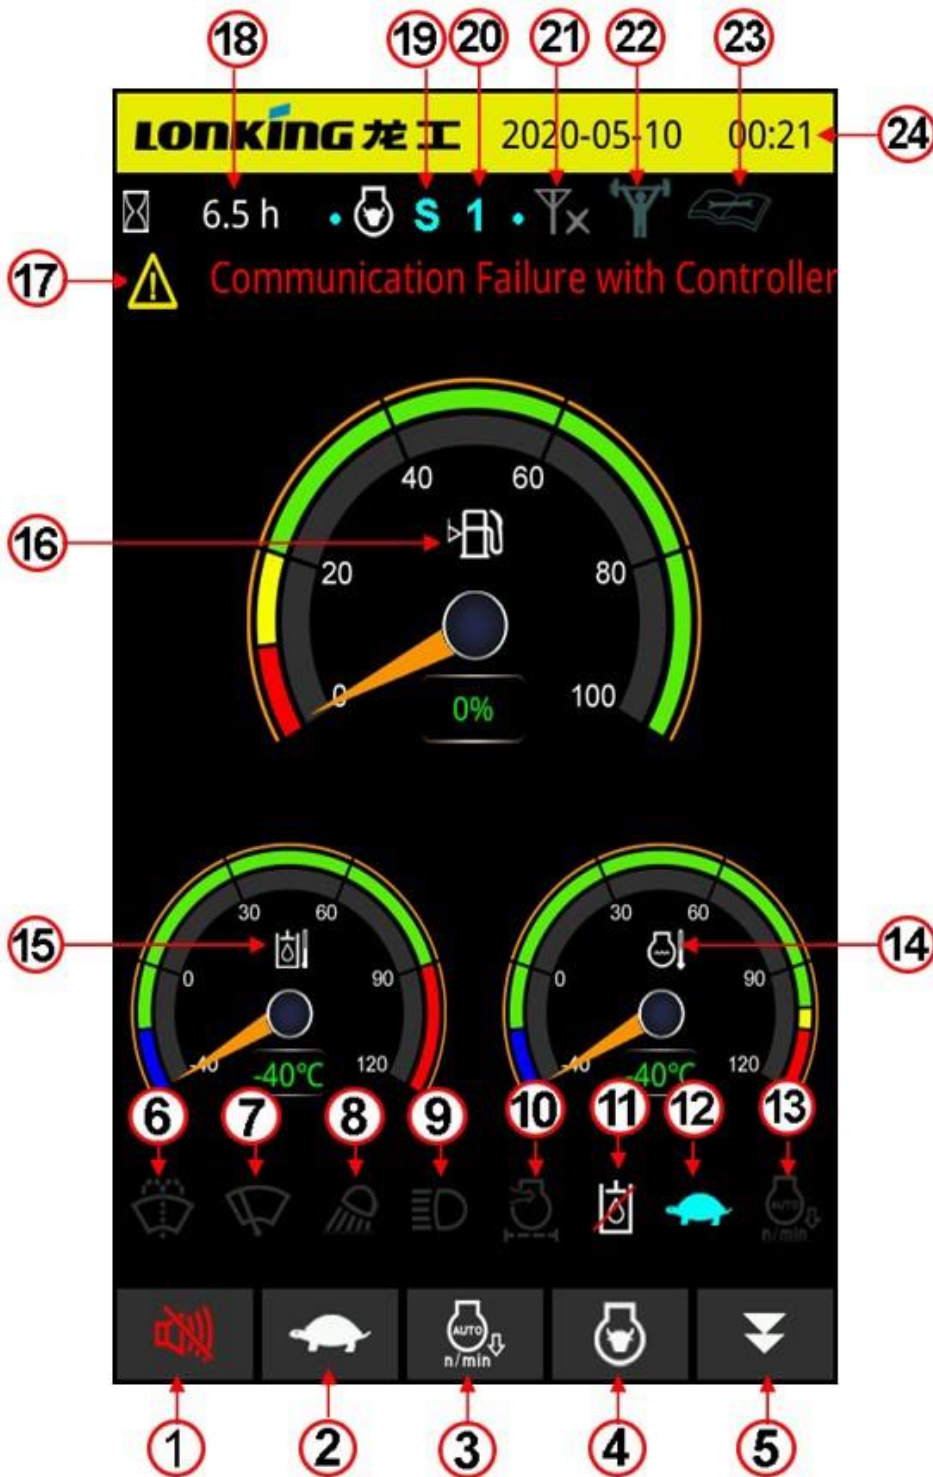 18 19 20 21 22 23
LONKING 龙工 2020-05-10 00:21 24
6.5 h S 1
17 Communication Failure with Controller
40 60
16
20 80
0 100
0%
30 60 30 60
15 14
0 90 0 90
-40 120 -40 120
-40°C -40°C
6 7 8 9 10 11 12 13
AUTO
n/min
AUTO
n/min
1 2 3 4 5